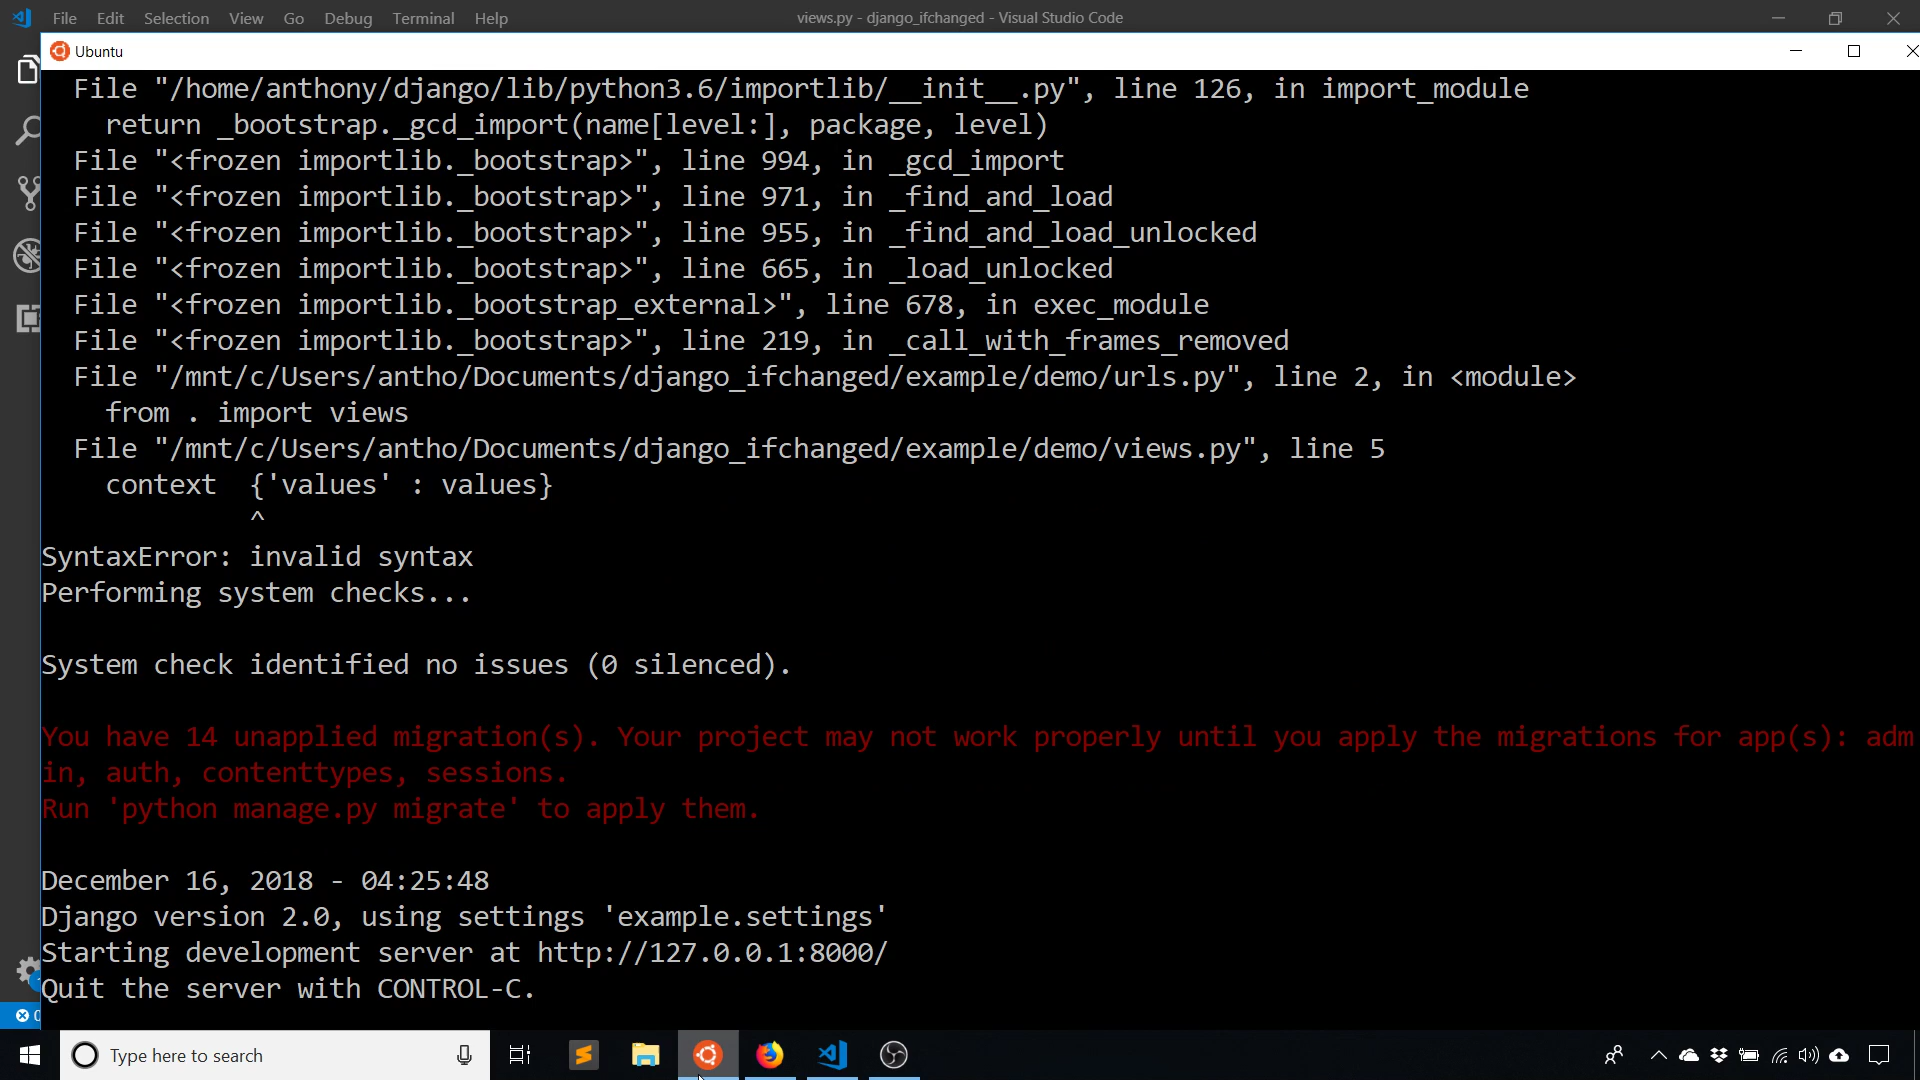 File Edit Selection View Go Debug Terminal Help views.py - django_ifchanged - Visual Studio Code
Ubuntu
File "/home/anthony/django/lib/python3.6/importlib/__init__.py", line 126, in import_module
return _bootstrap._gcd_import(name[level:], package, level)
File "<frozen importlib._bootstrap>", line 994, in _gcd_import
File "<frozen importlib._bootstrap>", line 971, in _find_and_load
File "<frozen importlib._bootstrap>", line 955, in _find_and_load_unlocked
File "<frozen importlib._bootstrap>", line 665, in _load_unlocked
File "<frozen importlib._bootstrap_external>", line 678, in exec_module
File "<frozen importlib._bootstrap>", line 219, in _call_with_frames_removed
File "/mnt/c/Users/antho/Documents/django_ifchanged/example/demo/urls.py", line 2, in <module>
from . import views
File "/mnt/c/Users/antho/Documents/django_ifchanged/example/demo/views.py", line 5
context  {'values' : values}
^
SyntaxError: invalid syntax
Performing system checks...
System check identified no issues (0 silenced).
You have 14 unapplied migration(s). Your project may not work properly until you apply the migrations for app(s): adm
in, auth, contenttypes, sessions.
Run 'python manage.py migrate' to apply them.
December 16, 2018 - 04:25:48
Django version 2.0, using settings 'example.settings'
Starting development server at http://127.0.0.1:8000/
Quit the server with CONTROL-C.
Type here to search